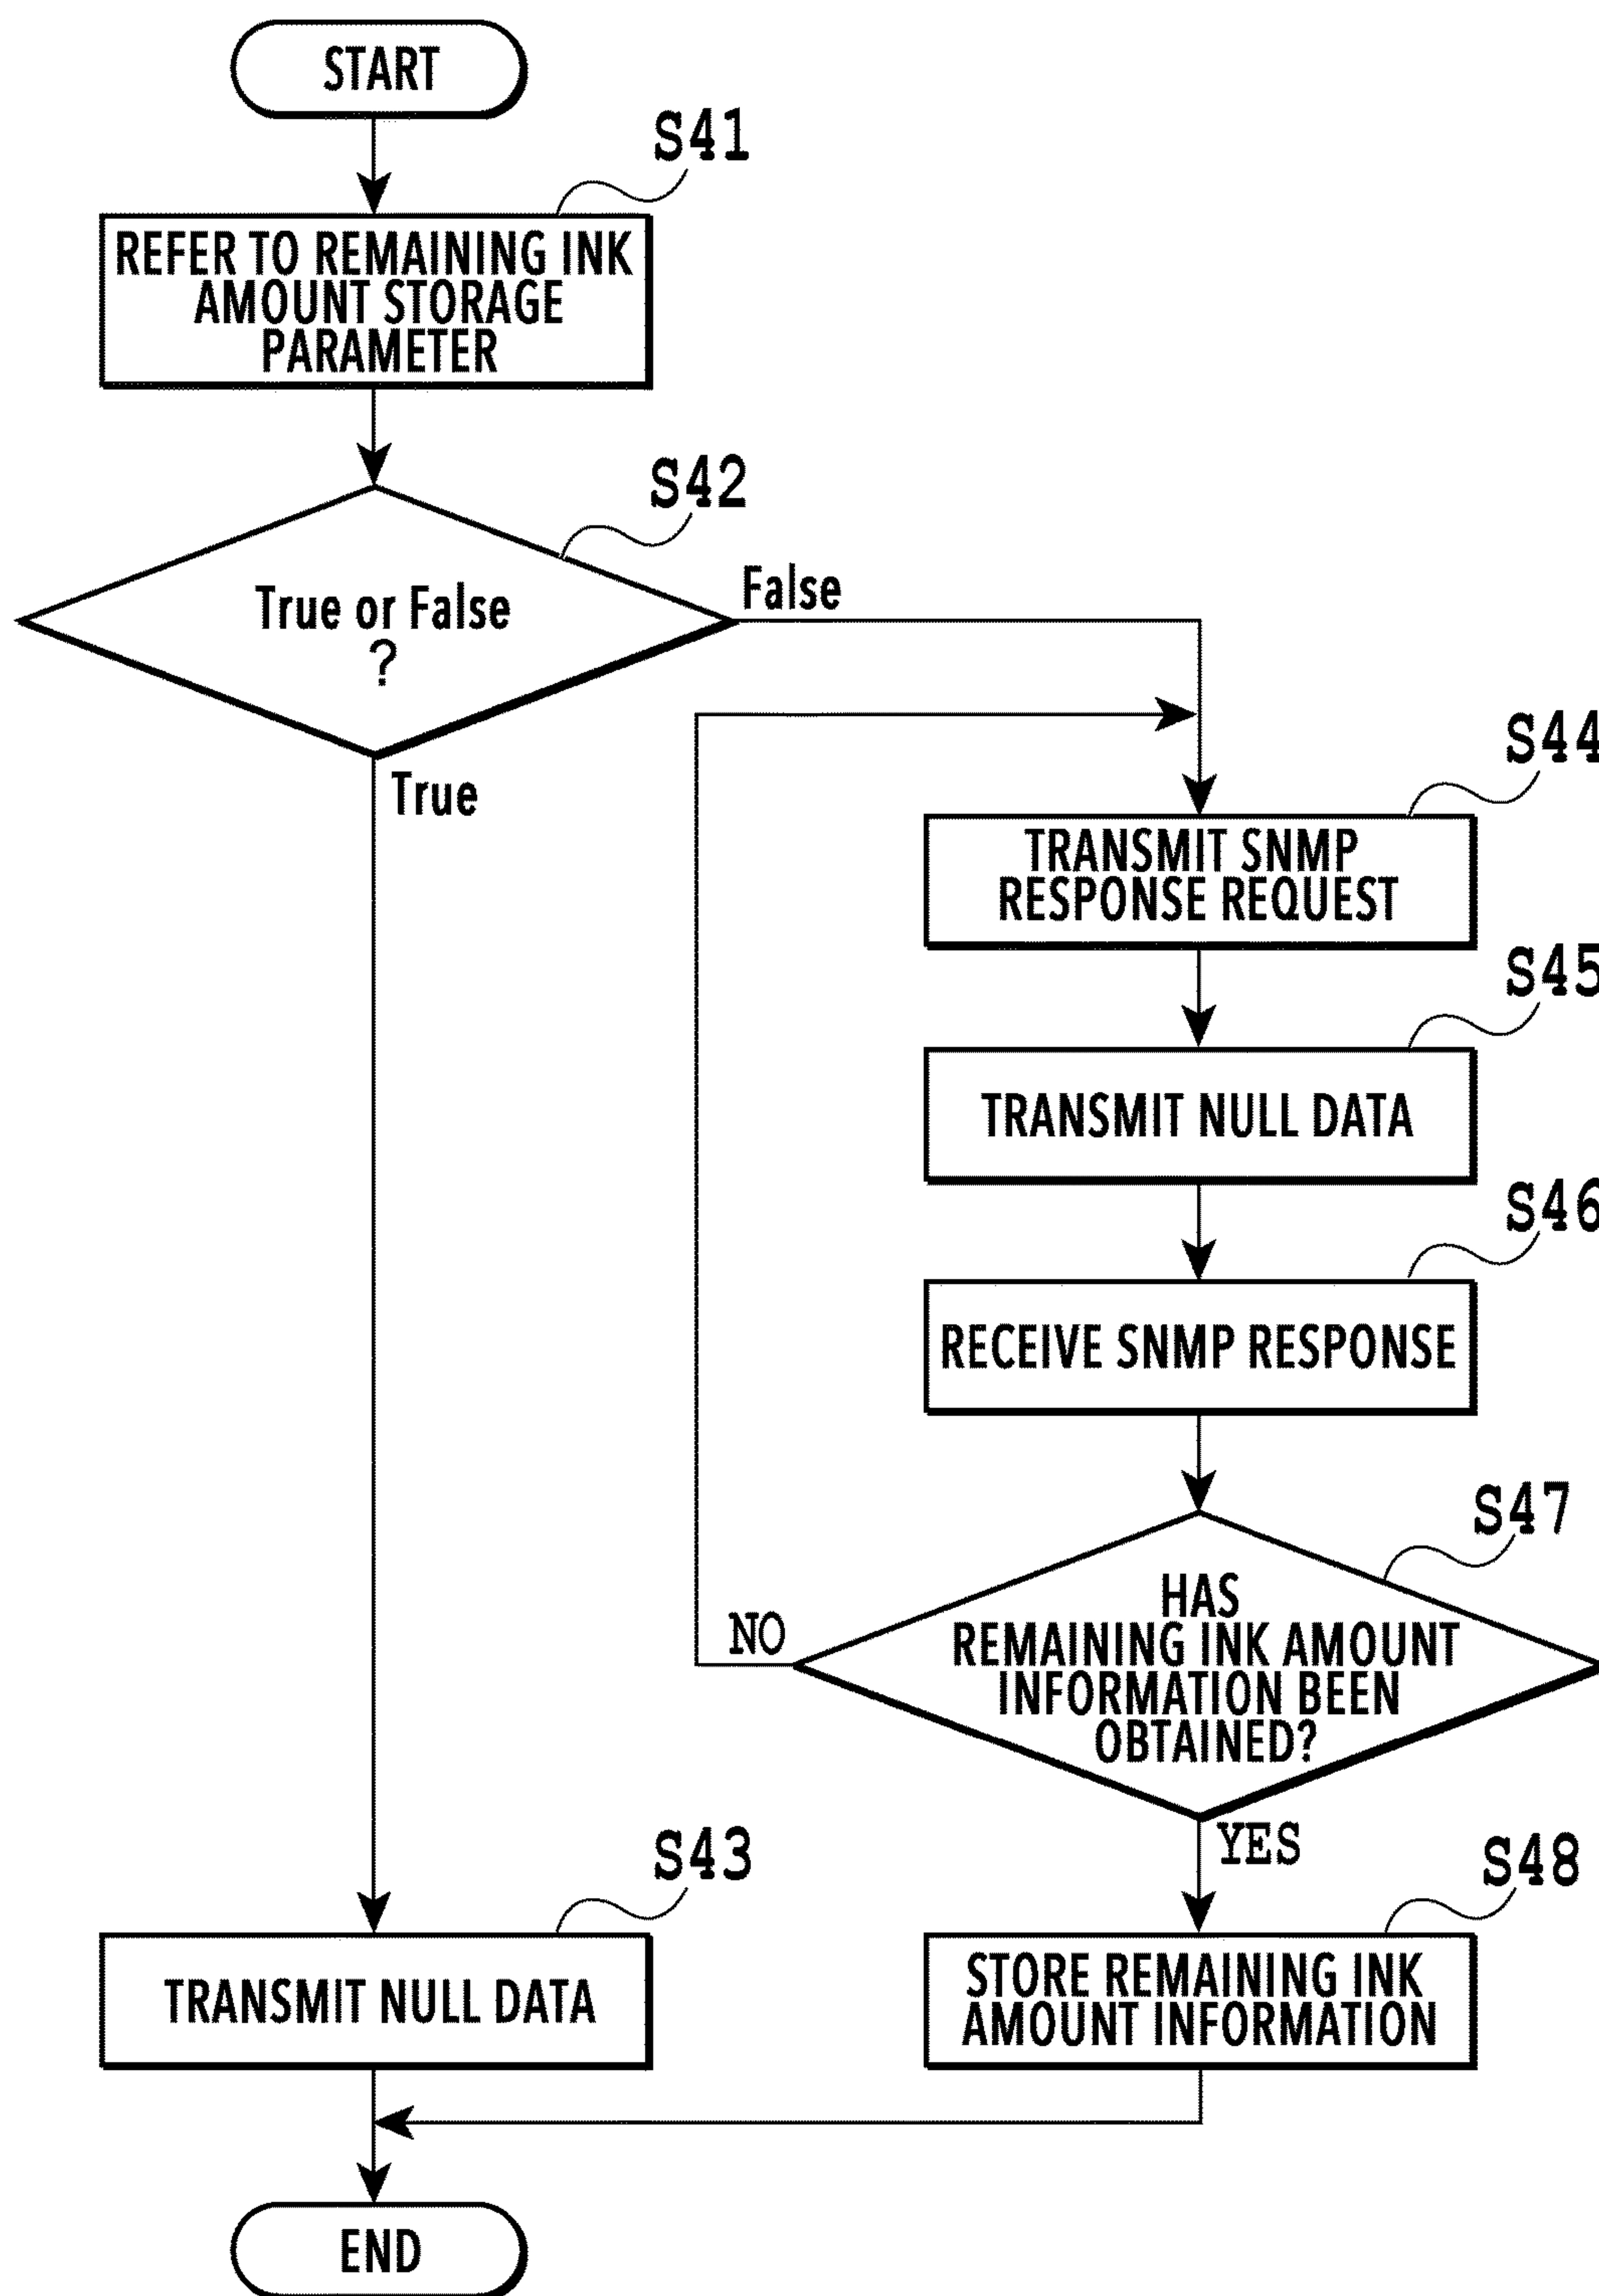 START
S41
REFER TO REMAINING INK
AMOUNT STORAGE
PARAMETER
S42
True or False
?
False
True
S44
TRANSMIT SNMP
RESPONSE REQUEST
S45
TRANSMIT NULL DATA
S46
RECEIVE SNMP RESPONSE
S47
HAS
REMAINING INK AMOUNT
INFORMATION BEEN
OBTAINED?
NO
YES
S43
TRANSMIT NULL DATA
S48
STORE REMAINING INK
AMOUNT INFORMATION
END